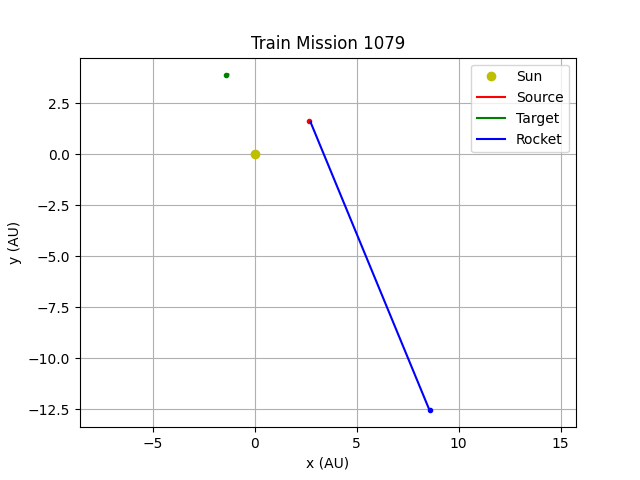 Train Mission 1079
Sun
Source
Target
Rocket
2.5
0.0
−2.5
−5.0
−7.5
−10.0
−12.5
y (AU)
−5
0
5
10
15
x (AU)